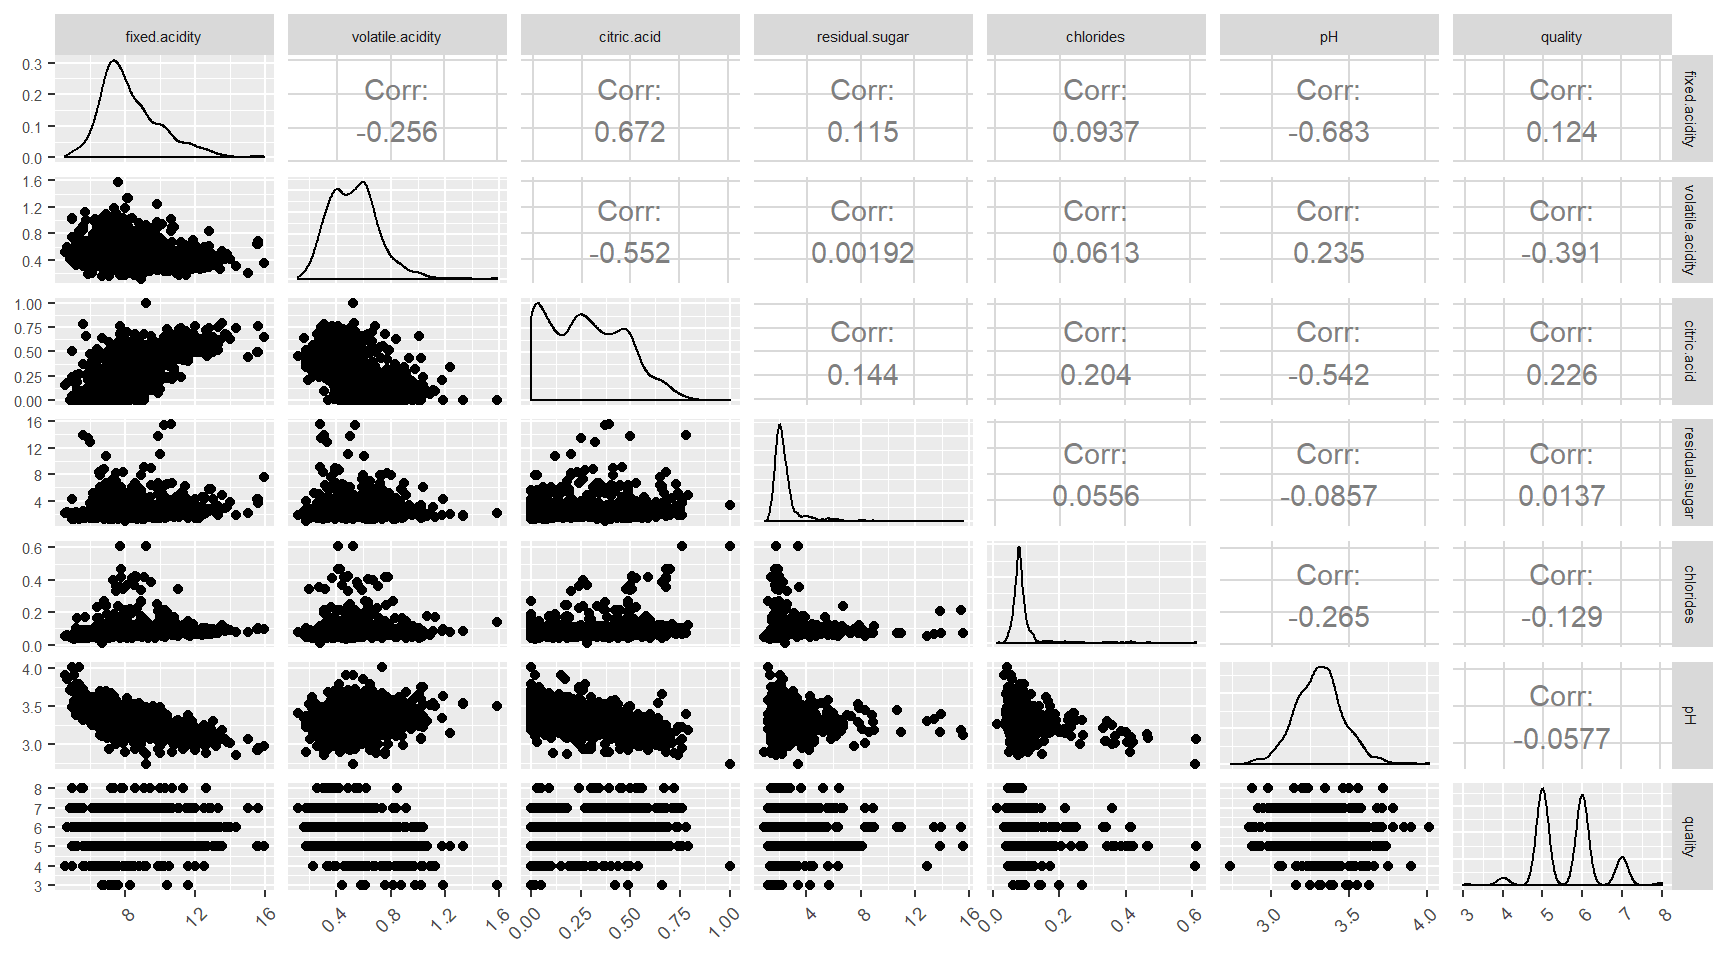 fixed.acidity volatile.acidity citric.acid residual.sugar chlorides pH quality
0.3
0.2
0.1
0.0
Corr: Corr: Corr: Corr: Corr: Corr:
-0.256 0.672 0.115 0.0937 -0.683 0.124
fixed.acidity
1.6
1.2
0.8
0.4
Corr: Corr: Corr: Corr: Corr:
-0.552 0.00192 0.0613 0.235 -0.391
volatile.acidity
1.00
0.75
0.50
0.25
0.00
Corr: Corr: Corr: Corr:
0.144 0.204 -0.542 0.226
citric.acid
16
12
8
4
Corr: Corr: Corr:
0.0556 -0.0857 0.0137
residual.sugar
0.6
0.4
0.2
0.0
Corr: Corr:
-0.265 -0.129
chlorides
4.0
3.5
3.0
Corr:
-0.0577
pH
8
7
6
5
4
3
quality
8 12 16 0.4 0.8 1.2 1.6 0.00 0.25 0.50 0.75 1.00 4 8 12 16 0.0 0.2 0.4 0.6 3.0 3.5 4.0 3 4 5 6 7 8